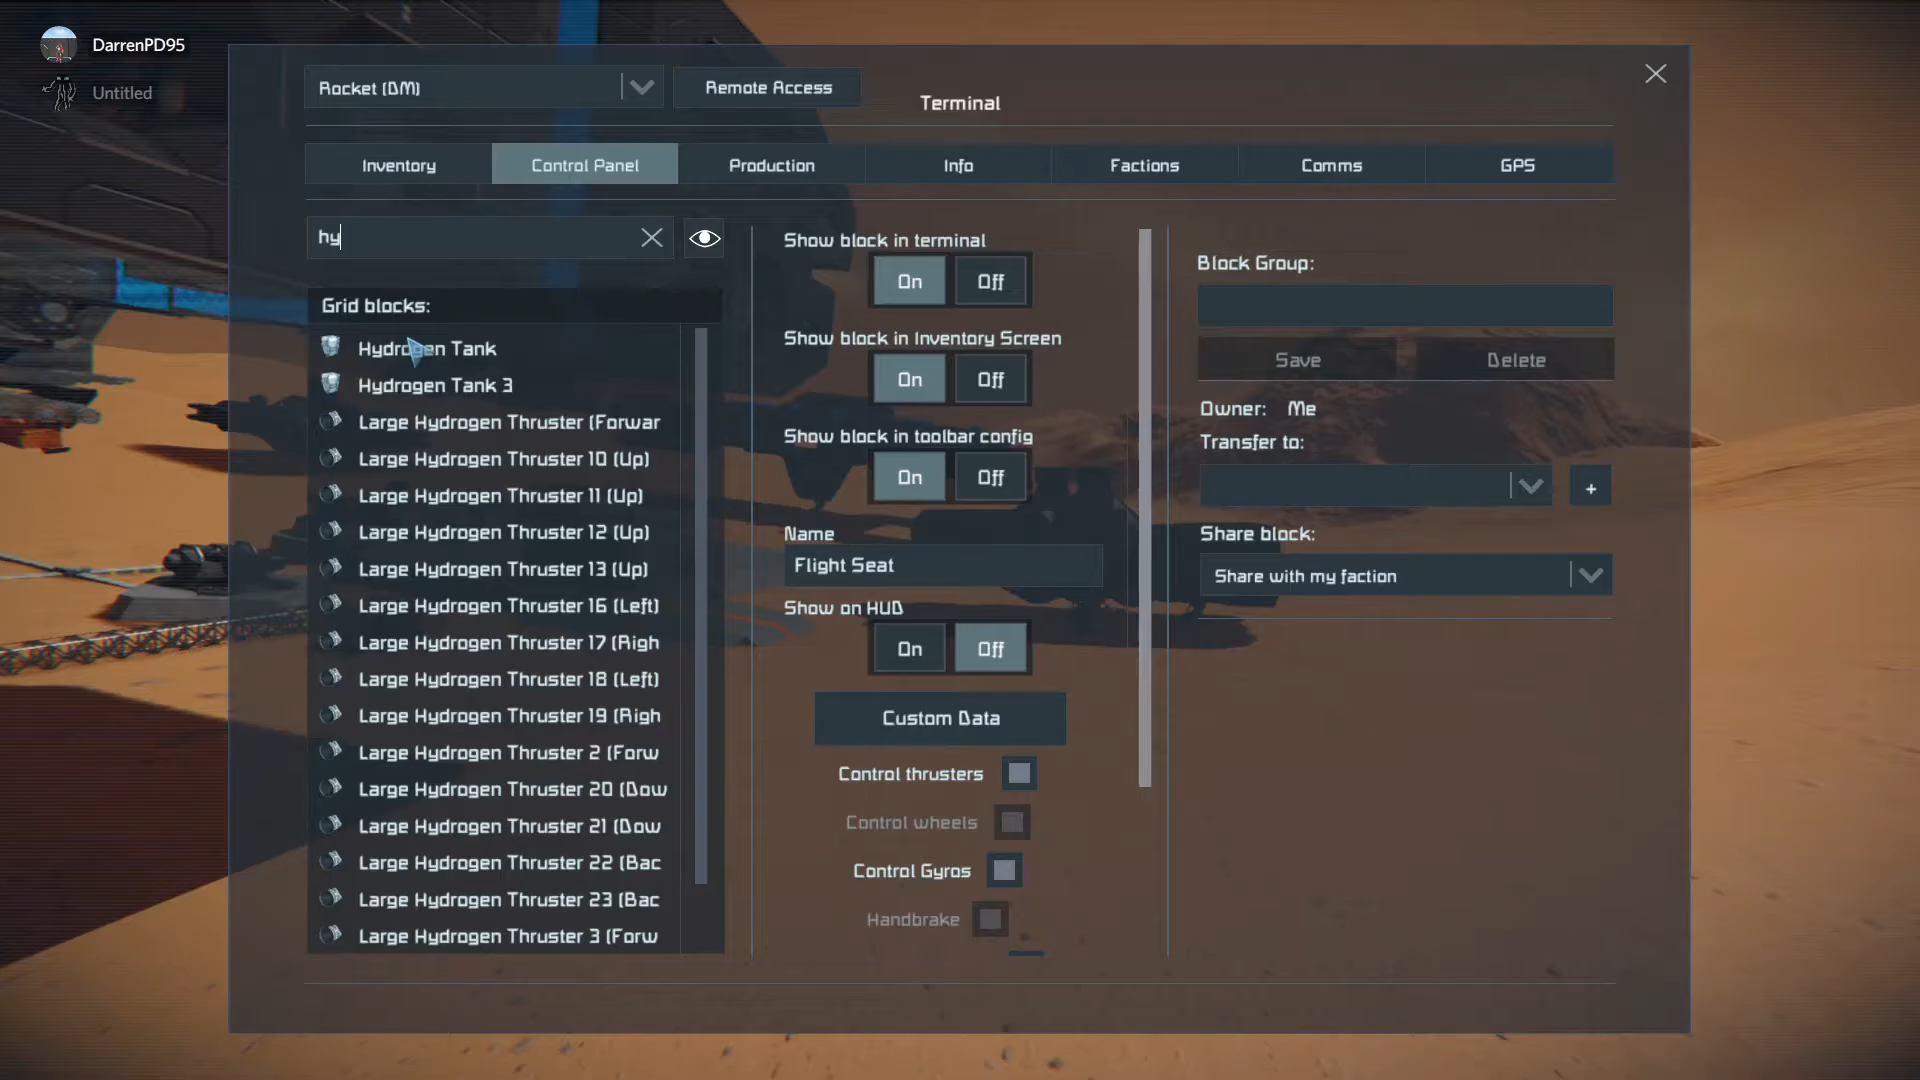 DarrenPD95
Untitled
Rocket (DM)
Remote Access
Terminal
Inventory
Control Panel
Production
Info
Factions
Comms
GPS
hy
Grid blocks:
Hydrogen Tank
Hydrogen Tank 3
Large Hydrogen Thruster (Forwar
Large Hydrogen Thruster 10 (Up)
Large Hydrogen Thruster 11 (Up)
Large Hydrogen Thruster 12 (Up)
Large Hydrogen Thruster 13 (Up)
Large Hydrogen Thruster 16 (Left)
Large Hydrogen Thruster 17 (Righ
Large Hydrogen Thruster 18 (Left)
Large Hydrogen Thruster 19 (Righ
Large Hydrogen Thruster 2 (Forw
Large Hydrogen Thruster 20 (Dow
Large Hydrogen Thruster 21 (Dow
Large Hydrogen Thruster 22 (Bac
Large Hydrogen Thruster 23 (Bac
Large Hydrogen Thruster 3 (Forw
Show block in terminal
On
Off
Show block in Inventory Screen
On
Off
Show block in toolbar config
On
Off
Name
Flight Seat
Show on HUD
On
Off
Custom Data
Control thrusters
Control wheels
Control Gyros
Handbrake
Block Group:
Save
Delete
Owner: Me
Transfer to:
+
Share block:
Share with my faction